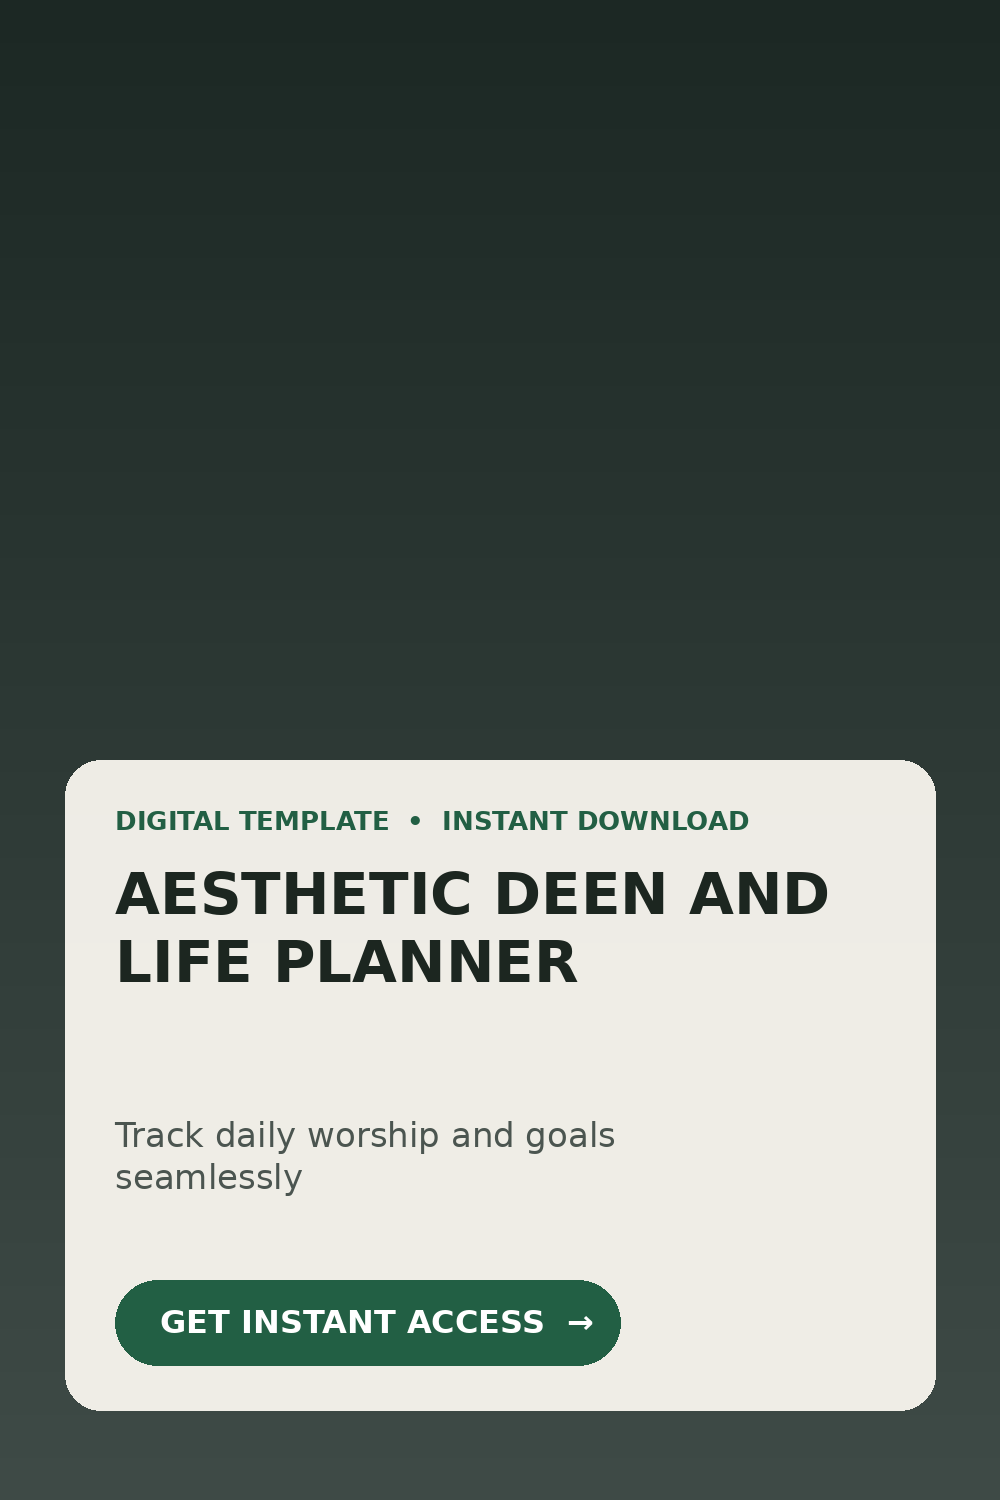 DIGITAL TEMPLATE • INSTANT DOWNLOAD
AESTHETIC DEEN AND
LIFE PLANNER
Track daily worship and goals
seamlessly
GET INSTANT ACCESS →